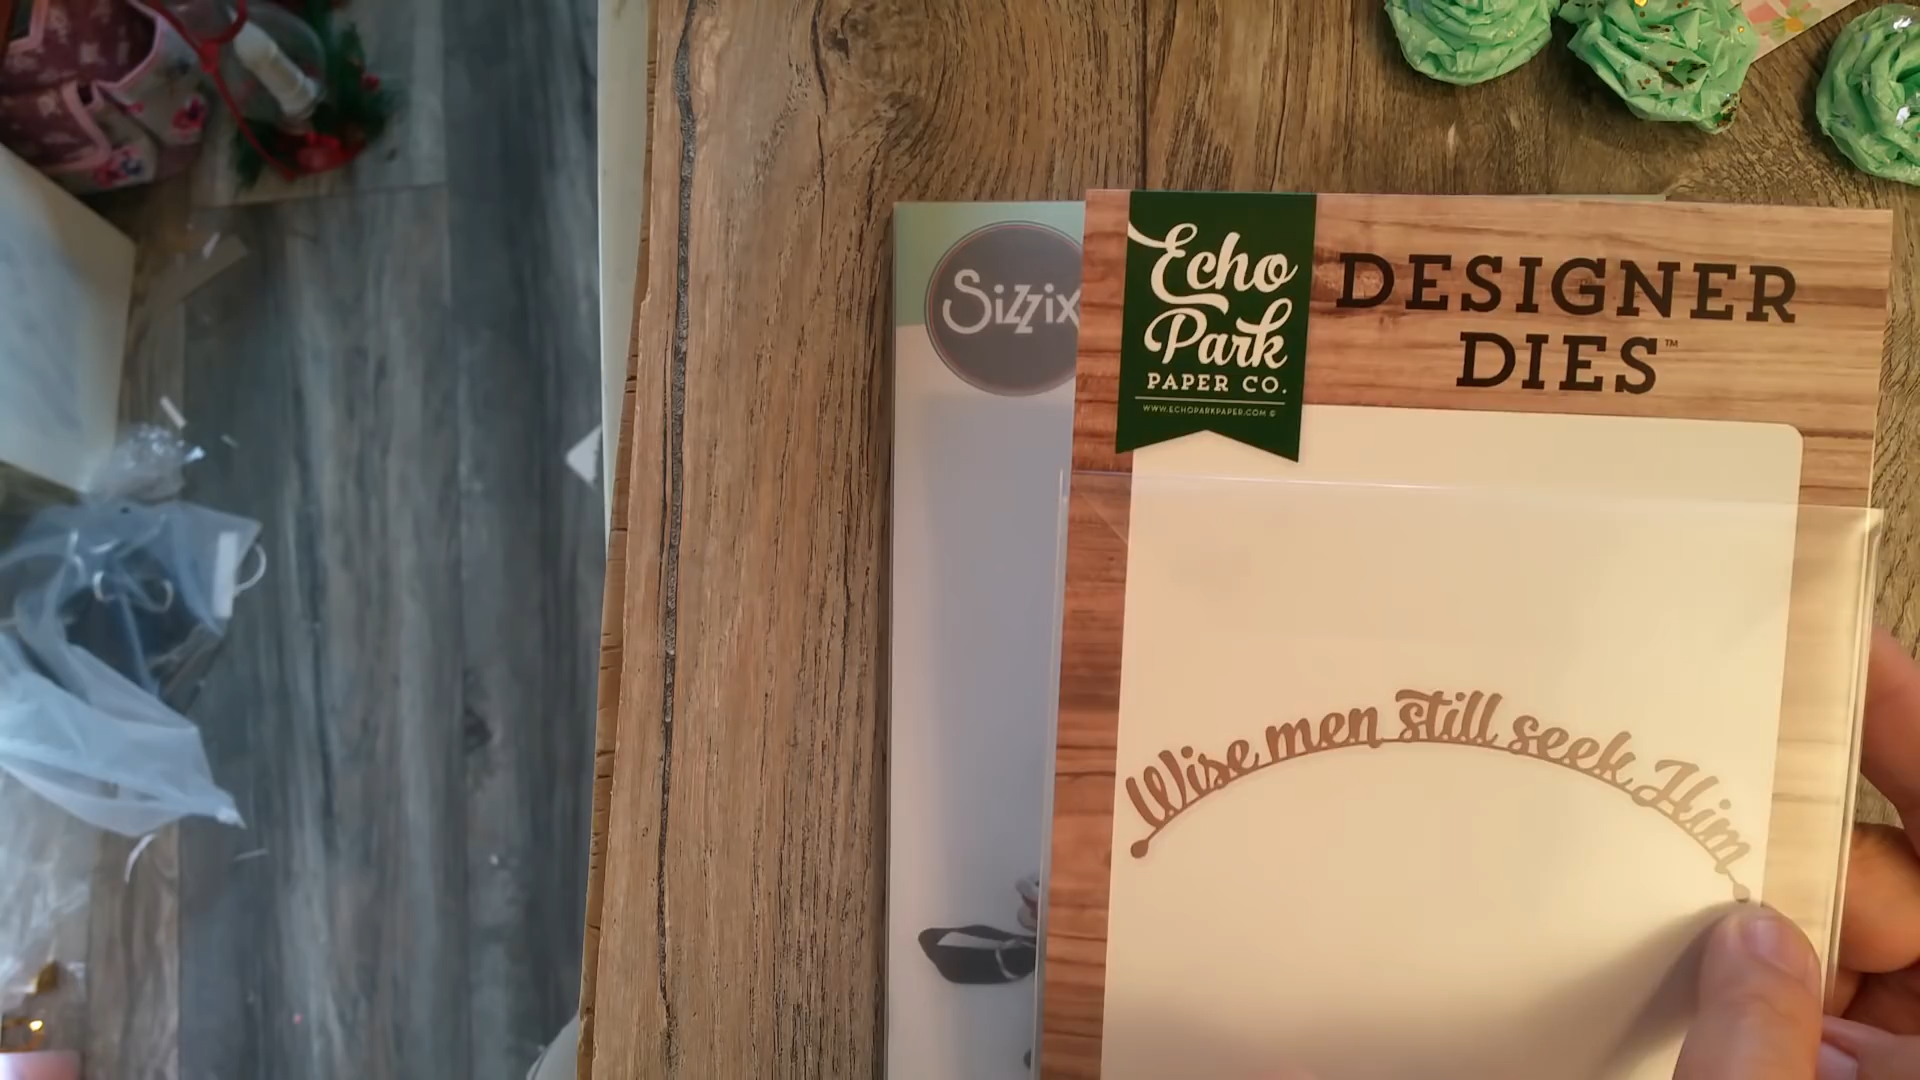 Sizzix
Echo
Park
PAPER CO.
WWW.ECHOPARKPAPER.COM ©
DESIGNER
DIES™
Wise men still seek Him